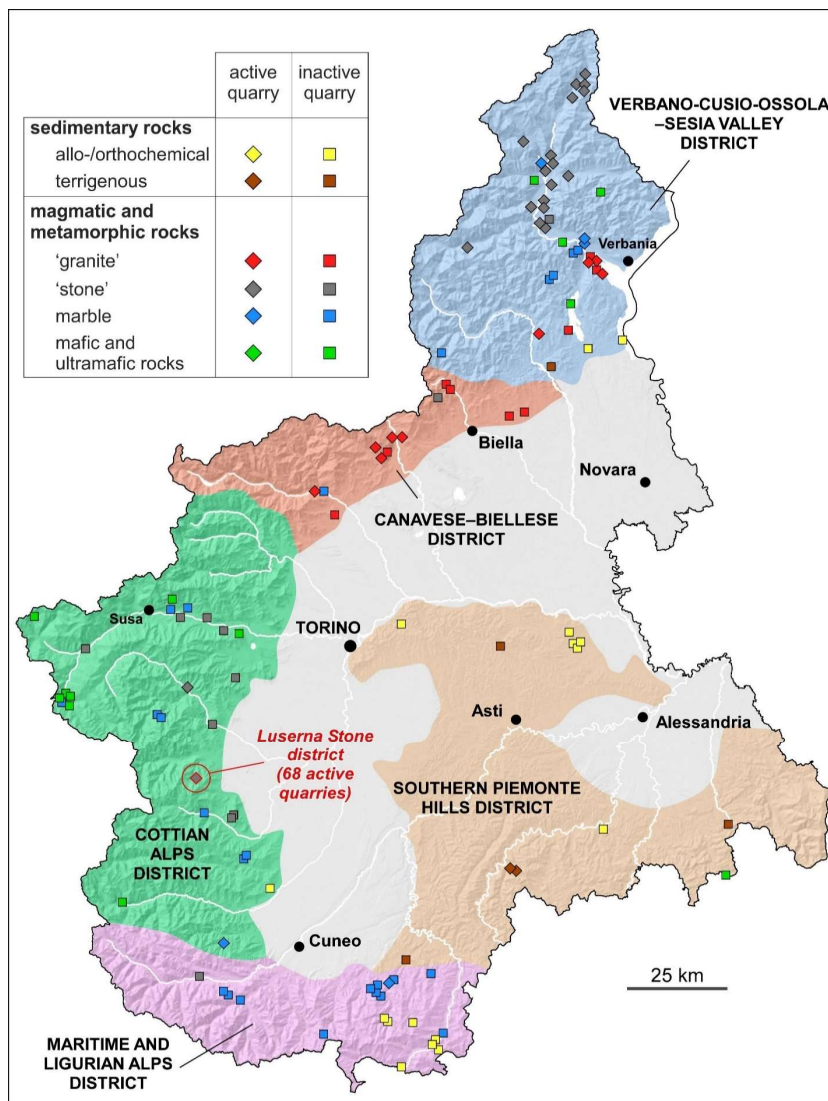 active quarry
inactive quarry
sedimentary rocks
allo-/orthochemical
terrigenous
magmatic and
metamorphic rocks
‘granite’
‘stone’
marble
mafic and
ultramafic rocks
VERBANO-CUSIO-OSSOLA
–SESIA VALLEY
DISTRICT
Verbania
Biella
Novara
CANAVESE–BIELLESE
DISTRICT
Susa
TORINO
Asti
Alessandria
Luserna Stone
district
(68 active
quarries)
SOUTHERN PIEMONTE
HILLS DISTRICT
COTTIAN
ALPS
DISTRICT
Cuneo
25 km
MARITIME AND
LIGURIAN ALPS
DISTRICT